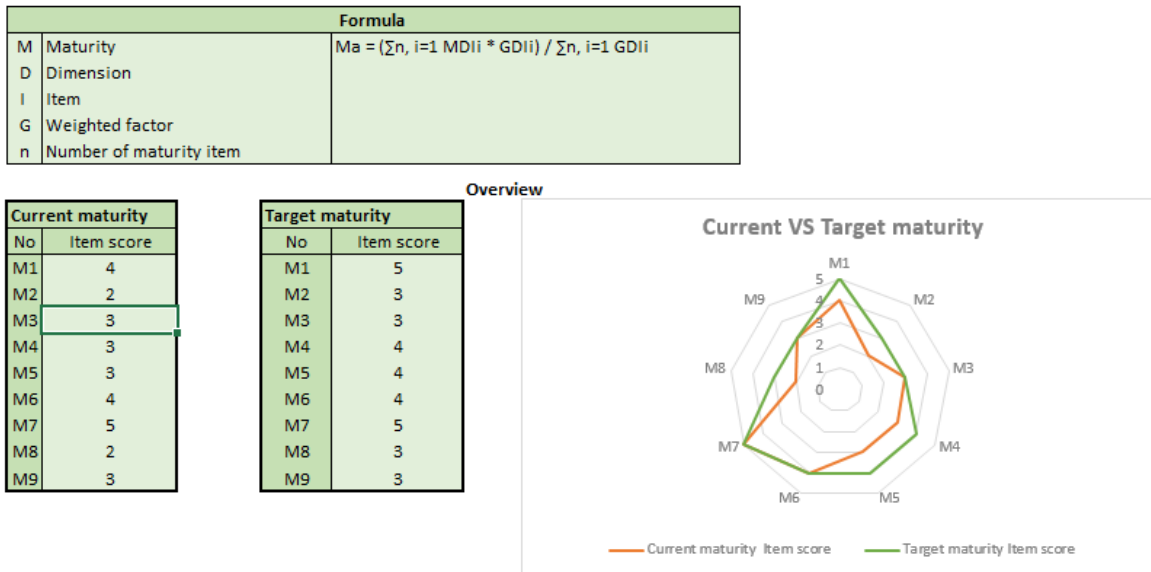 Formula
M Maturity Ma = (∑n, i=1 MDIi * GDIi) / ∑n, i=1 GDIi
D Dimension
I Item
G Weighted factor
n Number of maturity item
Overview
Current maturity
No Item score
M1 4
M2 2
M3 3
M4 3
M5 3
M6 4
M7 5
M8 2
M9 3
Target maturity
No Item score
M1 5
M2 3
M3 3
M4 4
M5 4
M6 4
M7 5
M8 3
M9 3
Current VS Target maturity
M1
M2
M3
M4
M5
M6
M7
M8
M9
5
4
3
2
1
0
Current maturity Item score
Target maturity Item score